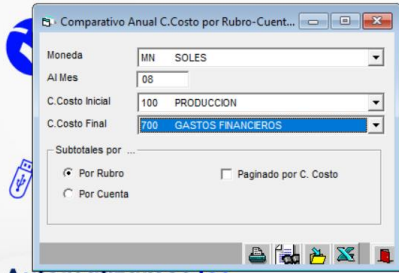 Comparativo Anual C.Costo por Rubro-Cuent...
Moneda MN SOLES
Al Mes 08
C.Costo Inicial 100 PRODUCCION
C.Costo Final 700 GASTOS FINANCIEROS
Subtotales por ...
Por Rubro Paginado por C. Costo
Por Cuenta